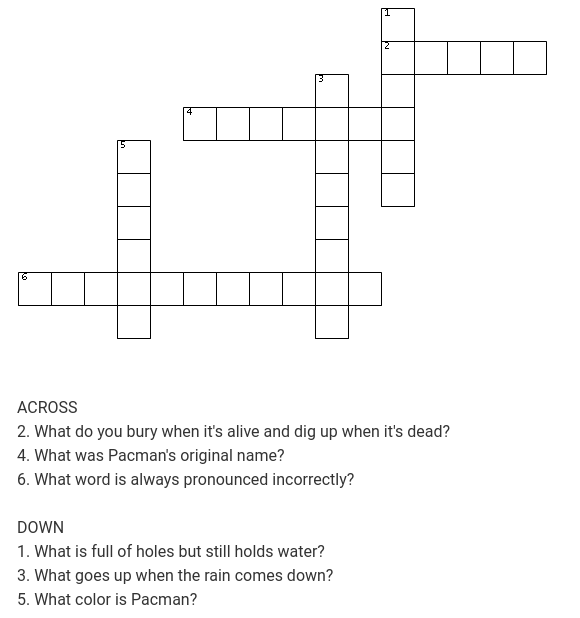 1
2
3
4
5
6
ACROSS
2. What do you bury when it's alive and dig up when it's dead?
4. What was Pacman's original name?
6. What word is always pronounced incorrectly?
DOWN
1. What is full of holes but still holds water?
3. What goes up when the rain comes down?
5. What color is Pacman?